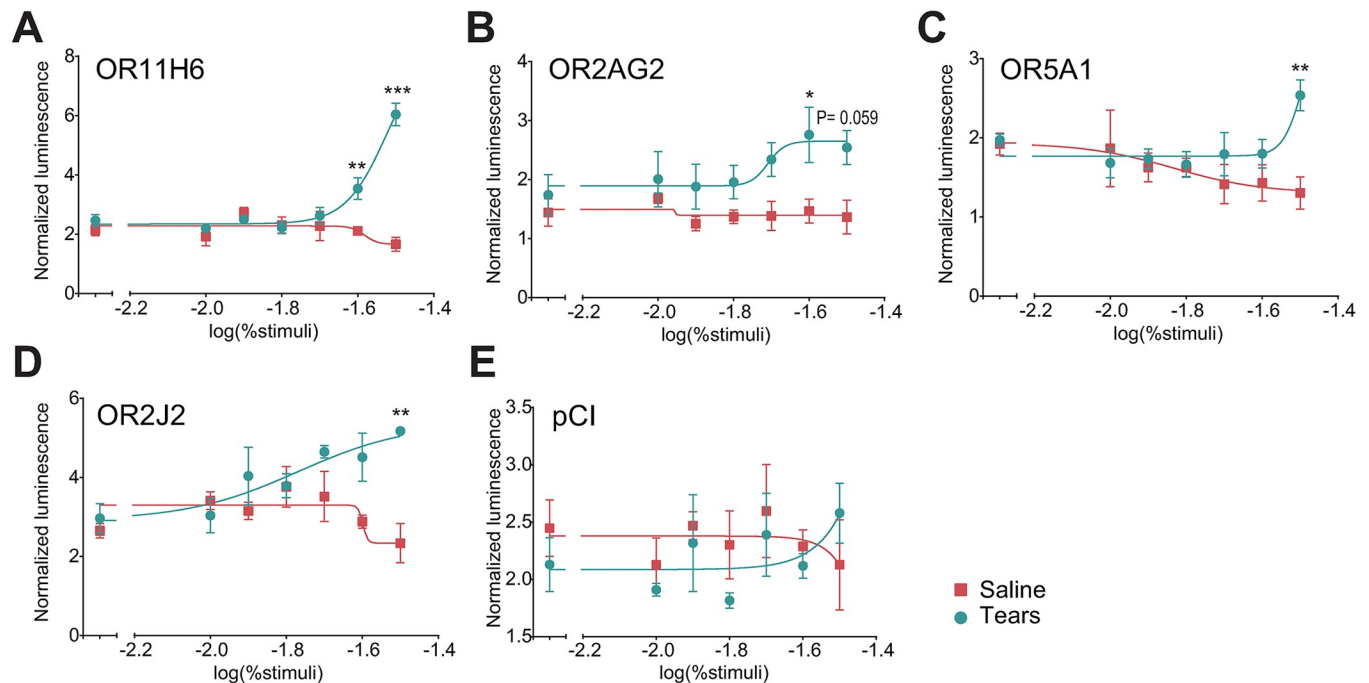 A
OR11H6
Normalized luminescence
8
6
4
2
0
**
***
-2.2 -2.0 -1.8 -1.6 -1.4
log(%stimuli)
B
OR2AG2
Normalized luminescence
4
3
2
1
0
*
P= 0.059
-2.2 -2.0 -1.8 -1.6 -1.4
log(%stimuli)
C
OR5A1
Normalized luminescence
3
2
1
0
**
-2.2 -2.0 -1.8 -1.6 -1.4
log(%stimuli)
D
OR2J2
Normalized luminescence
6
4
2
0
**
-2.2 -2.0 -1.8 -1.6 -1.4
log(%stimuli)
E
pCI
Normalized luminescence
3.5
3.0
2.5
2.0
1.5
-2.2 -2.0 -1.8 -1.6 -1.4
log(%stimuli)
Saline
Tears